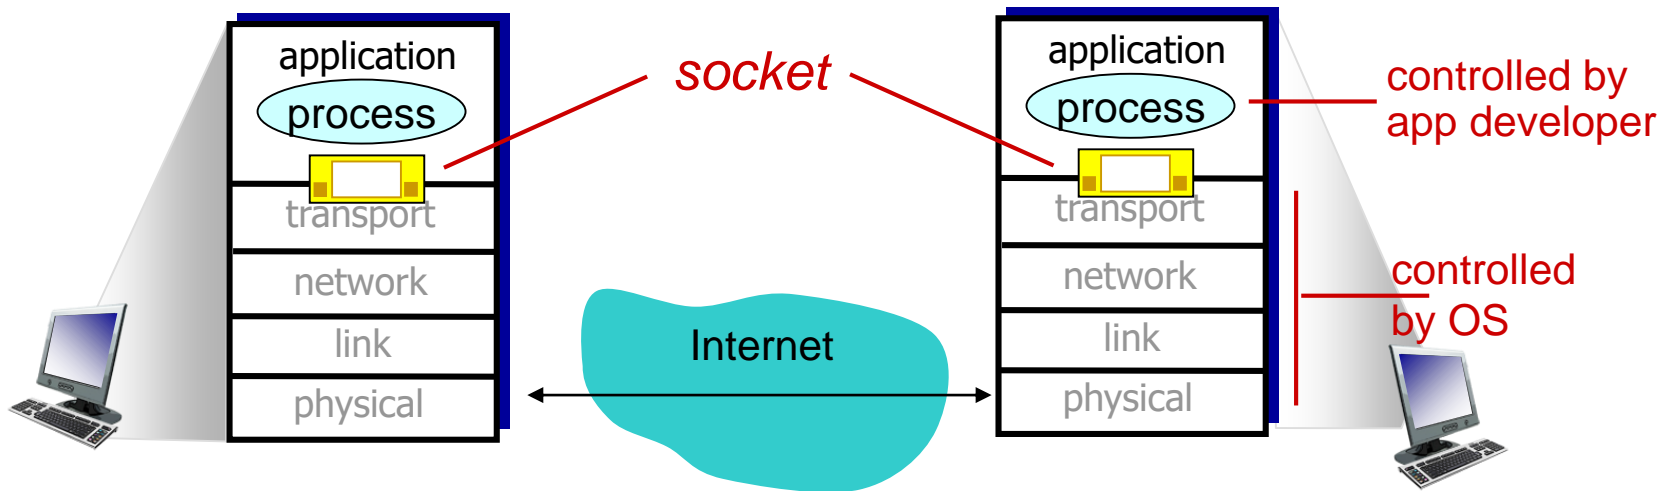 application
process
transport
network
link
physical
socket
Internet
application
process
transport
network
link
physical
controlled by
app developer
controlled
by OS